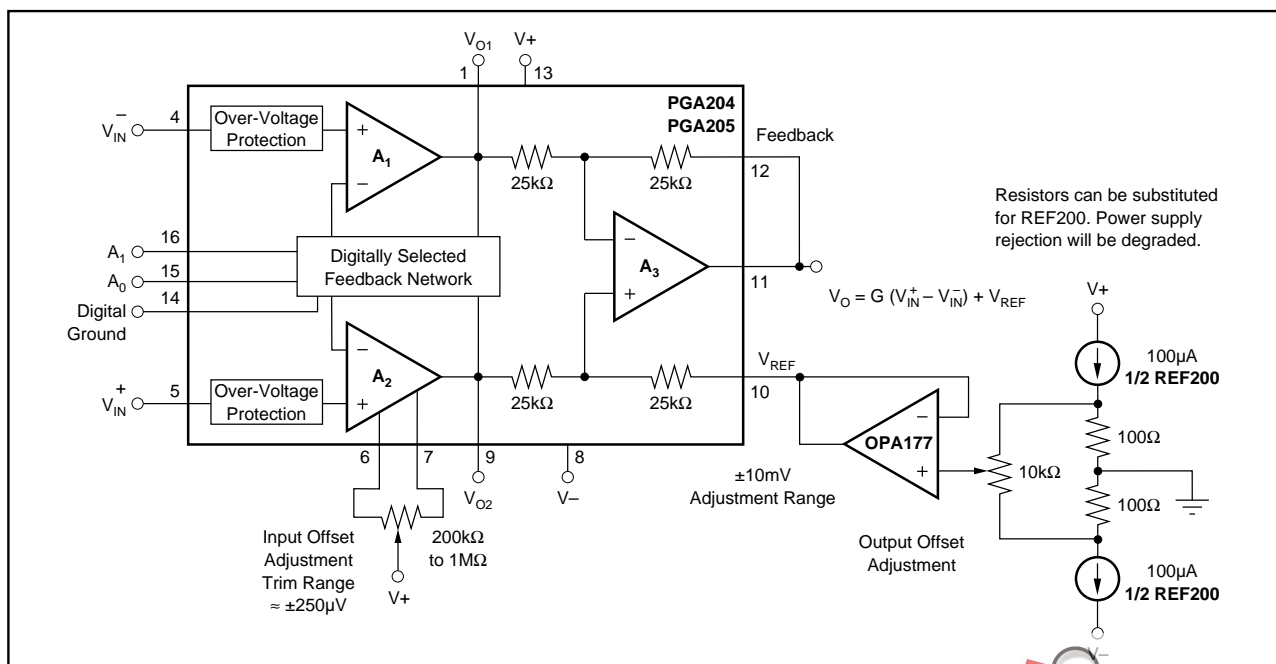 V_O1
V+
1
13
PGA204
PGA205
V_IN^−
4
Over-Voltage
Protection
+
A_1
−
25kΩ
25kΩ
Feedback
12
Resistors can be substituted
for REF200. Power supply
rejection will be degraded.
A_1
16
A_0
15
Digital
Ground
14
Digitally Selected
Feedback Network
−
A_3
+
11
V_O = G (V_IN^+ – V_IN^−) + V_REF
V_IN^+
5
Over-Voltage
Protection
−
A_2
+
25kΩ
25kΩ
V_REF
10
−
OPA177
+
10kΩ
V+
100µA
1/2 REF200
100Ω
100Ω
100µA
1/2 REF200
V–
6
7
9
8
V_O2
V–
±10mV
Adjustment Range
Output Offset
Adjustment
Input Offset
Adjustment
Trim Range
≈ ±250µV
200kΩ
to 1MΩ
V+